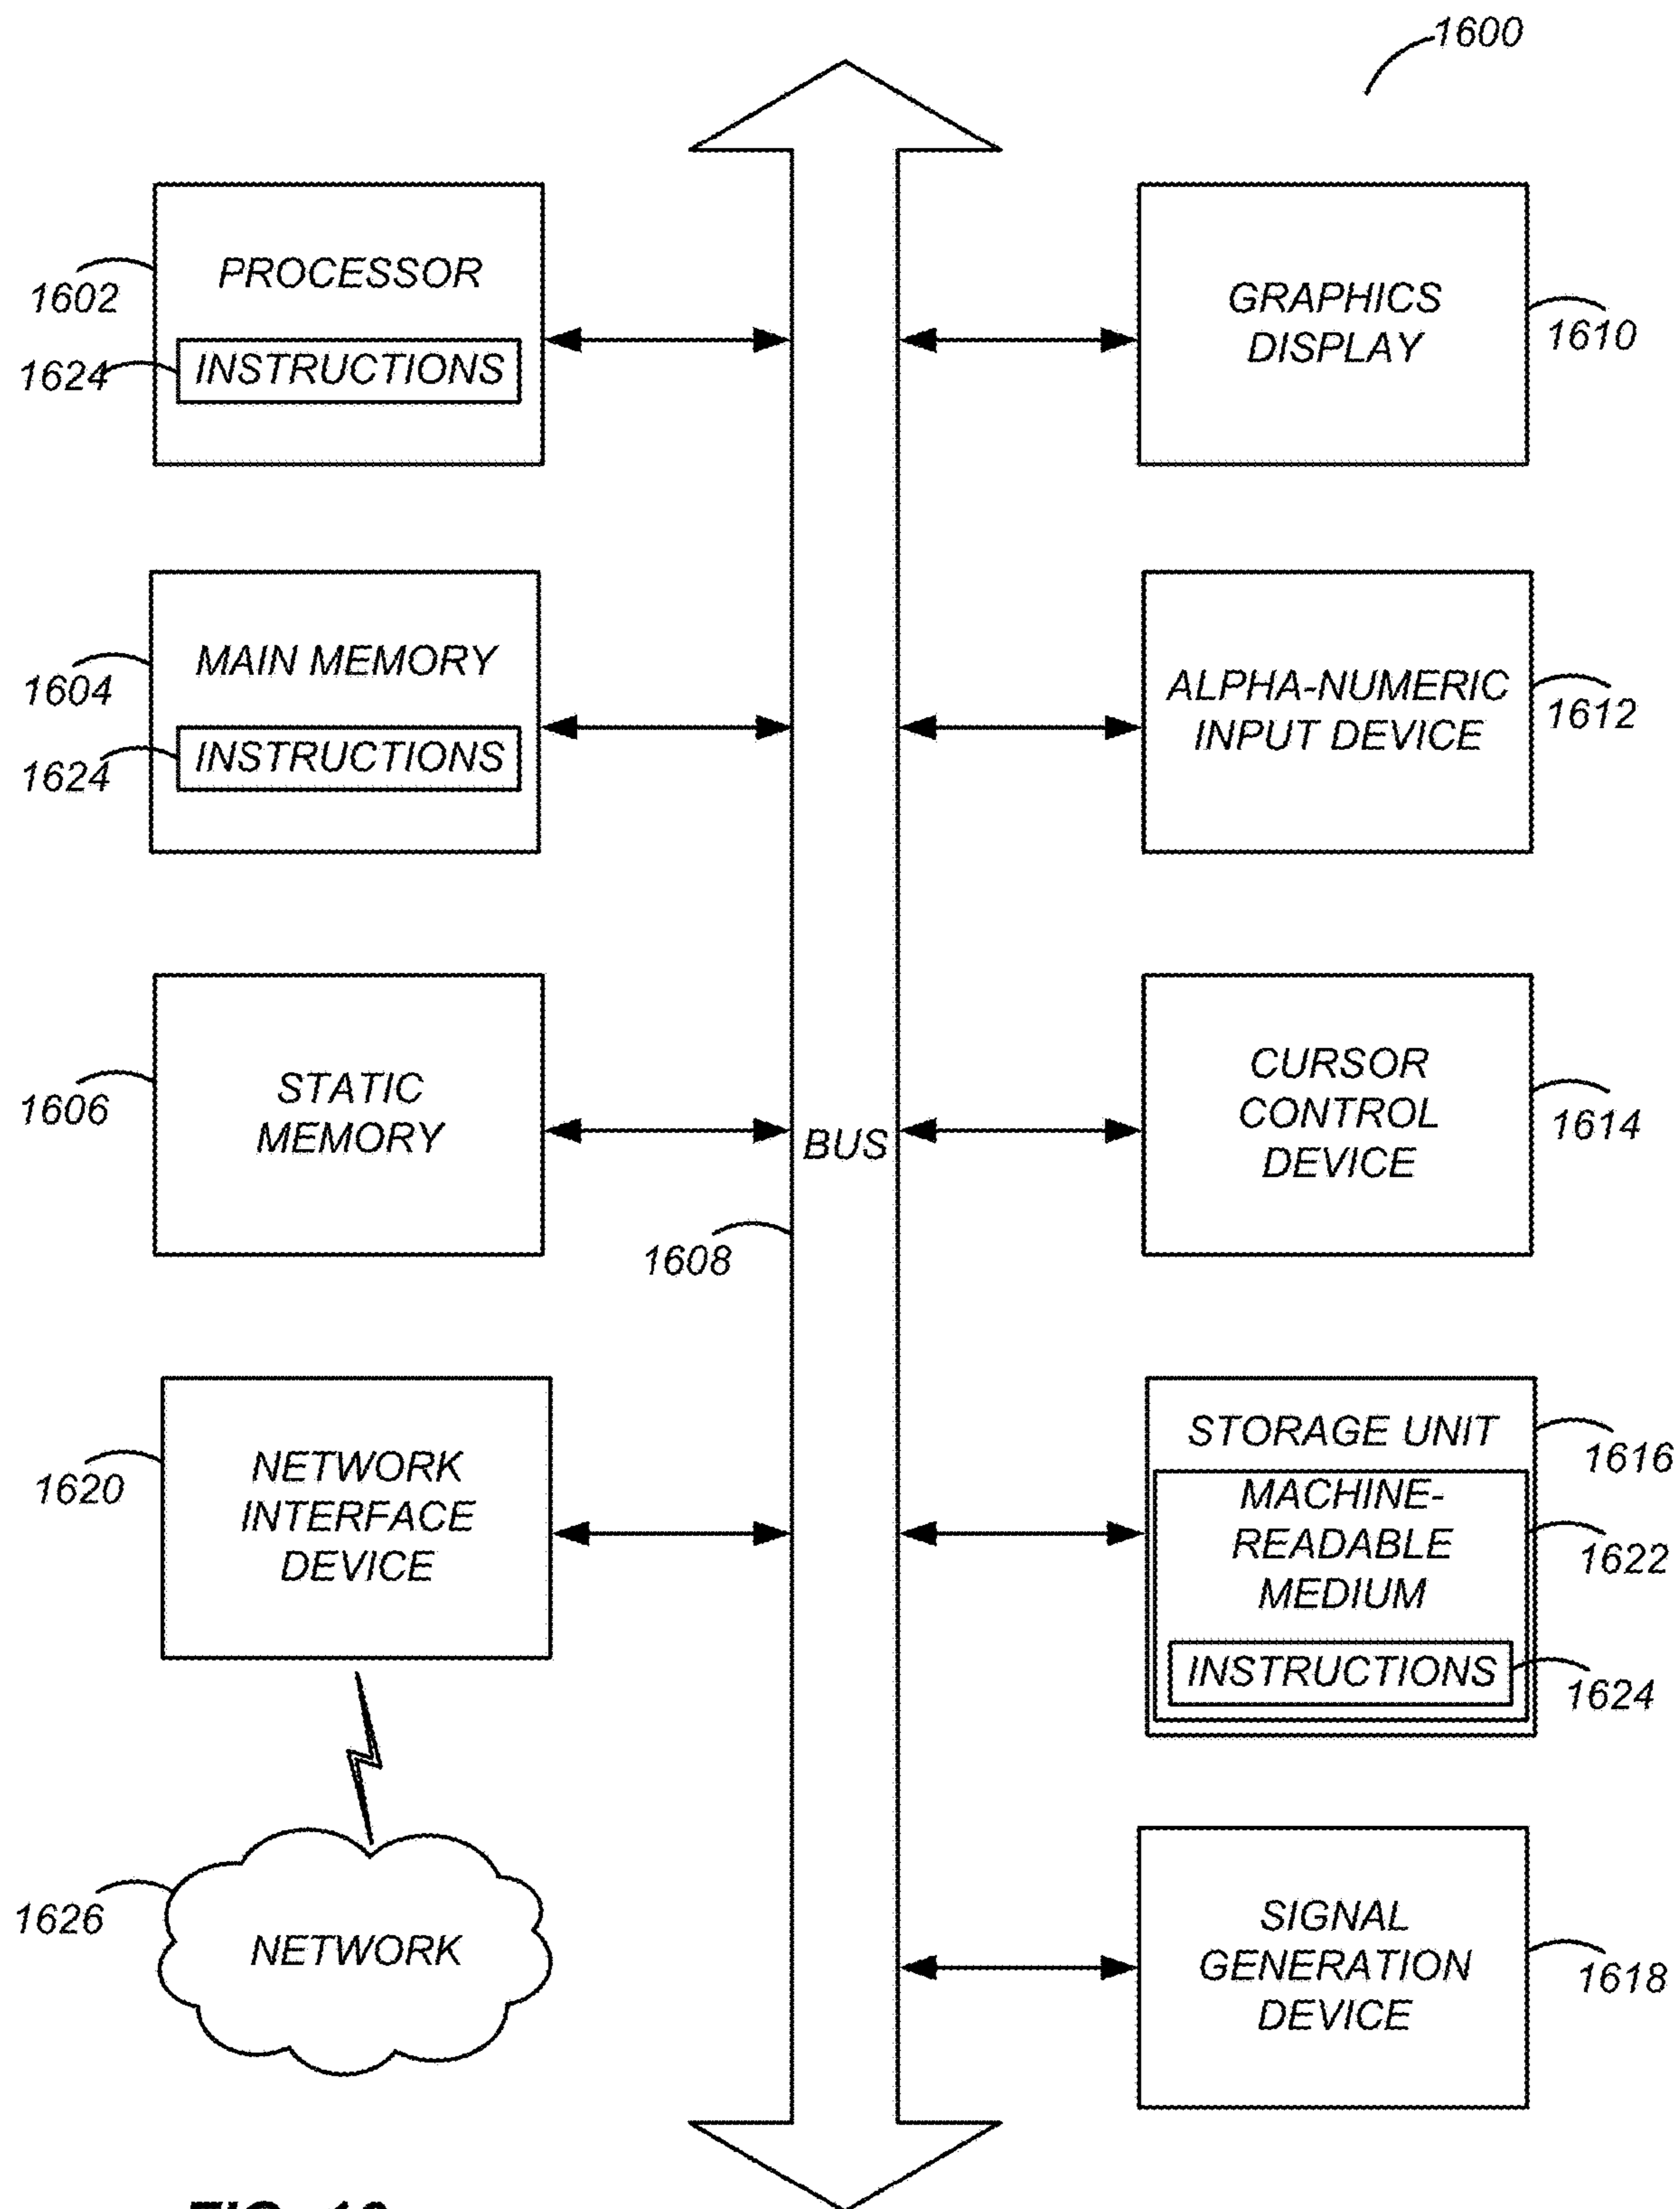 1600
PROCESSOR
1602
INSTRUCTIONS
1624
GRAPHICS
DISPLAY
1610
MAIN MEMORY
1604
INSTRUCTIONS
1624
ALPHA-NUMERIC
INPUT DEVICE
1612
STATIC
MEMORY
1606
BUS
1608
CURSOR
CONTROL
DEVICE
1614
NETWORK
INTERFACE
DEVICE
1620
STORAGE UNIT
1616
MACHINE-
READABLE
MEDIUM
1622
INSTRUCTIONS
1624
NETWORK
1626
SIGNAL
GENERATION
DEVICE
1618